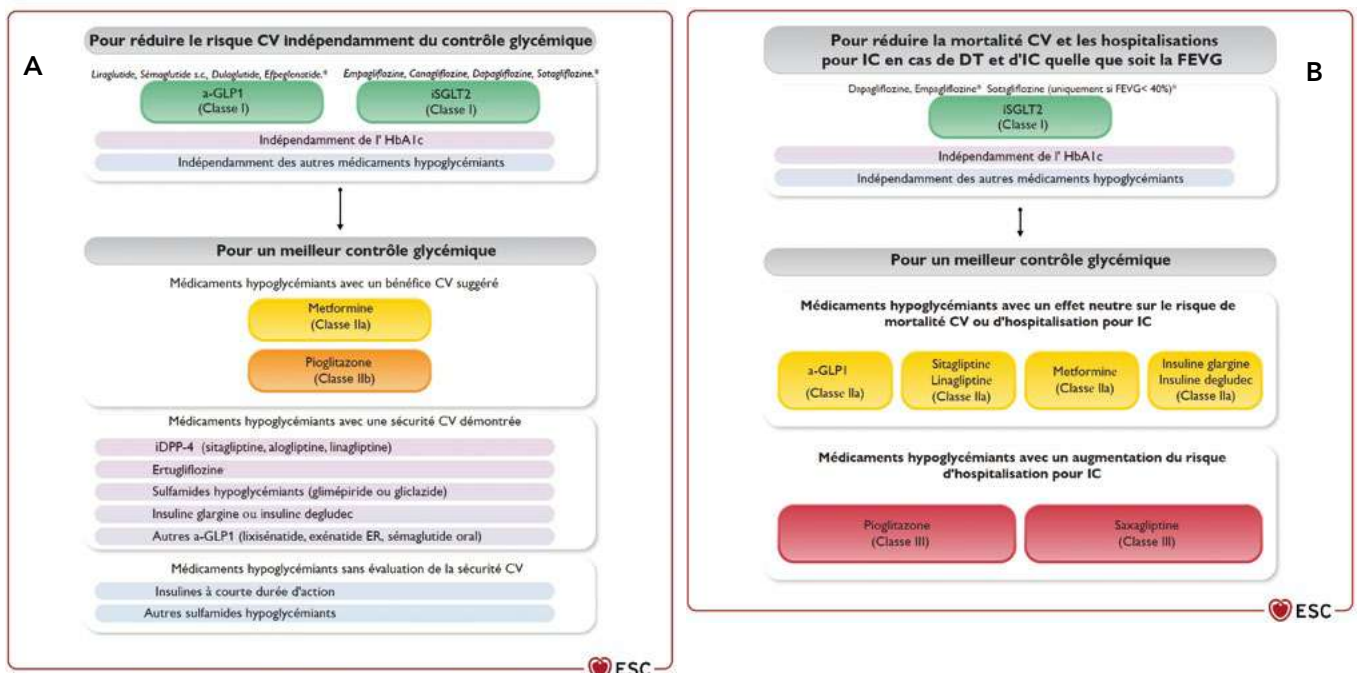 A
Pour réduire le risque CV indépendamment du contrôle glycémique
Liraglutide, Sémaglutide s.c., Dulaglutide, Efpeglenatide.*
Empagliflozine, Canagliflozine, Dapagliflozine, Sotagliflozine.*
a-GLP1
(Classe I)
iSGLT2
(Classe I)
Indépendamment de l' HbA1c
Indépendamment des autres médicaments hypoglycémiants
Pour un meilleur contrôle glycémique
Médicaments hypoglycémiants avec un bénéfice CV suggéré
Metformine
(Classe IIa)
Pioglitazone
(Classe IIb)
Médicaments hypoglycémiants avec une sécurité CV démontrée
iDPP-4 (sitagliptine, alogliptine, linagliptine)
Ertugliflozine
Sulfamides hypoglycémiants (glimépiride ou gliclazide)
Insuline glargine ou insuline degludec
Autres a-GLP1 (lixisénatide, exénatide ER, sémaglutide oral)
Médicaments hypoglycémiants sans évaluation de la sécurité CV
Insulines à courte durée d'action
Autres sulfamides hypoglycémiants
ESC
B
Pour réduire la mortalité CV et les hospitalisations
pour IC en cas de DT et d'IC quelle que soit la FEVG
Dapagliflozine, Empagliflozine* Sotagliflozine (uniquement si FEVG< 40%)*
iSGLT2
(Classe I)
Indépendamment de l' HbA1c
Indépendamment des autres médicaments hypoglycémiants
Pour un meilleur contrôle glycémique
Médicaments hypoglycémiants avec un effet neutre sur le risque de
mortalité CV ou d'hospitalisation pour IC
a-GLP1
(Classe IIa)
Sitagliptine
Linagliptine
(Classe IIa)
Metformine
(Classe IIa)
Insuline glargine
Insuline degludec
(Classe IIa)
Médicaments hypoglycémiants avec un augmentation du risque
d'hospitalisation pour IC
Pioglitazone
(Classe III)
Saxagliptine
(Classe III)
ESC